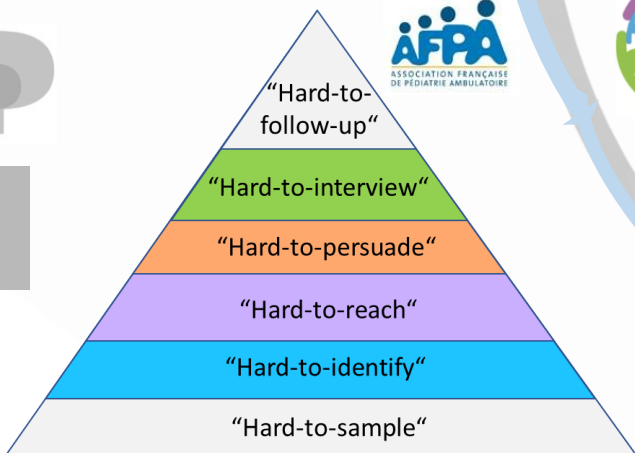 AFPA
ASSOCIATION FRANÇAISE
DE PÉDIATRIE AMBULATOIRE
“Hard-to-
follow-up“
“Hard-to-interview“
“Hard-to-persuade“
“Hard-to-reach“
“Hard-to-identify“
“Hard-to-sample“